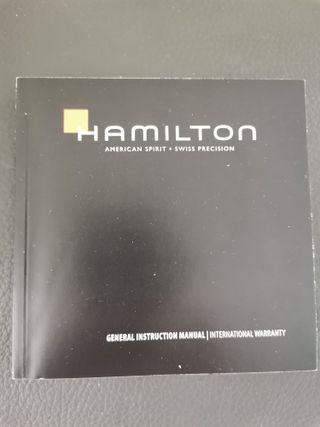 HAMILTON
AMERICAN SPIRIT • SWISS PRECISION
GENERAL INSTRUCTION MANUAL | INTERNATIONAL WARRANTY